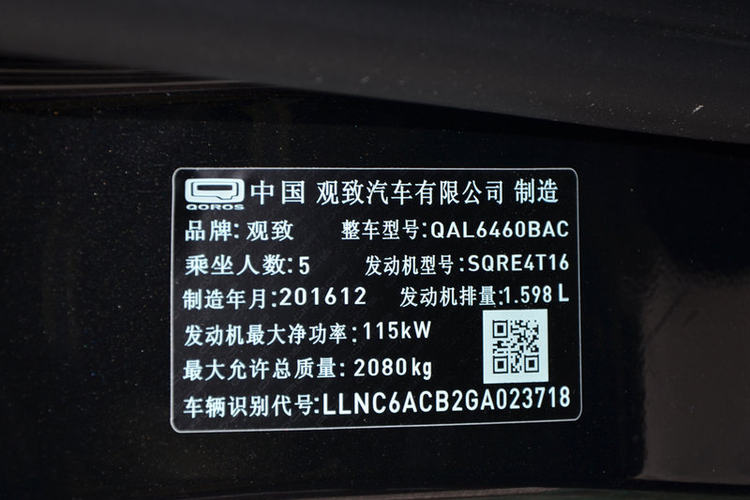 QOROS 中国 观致汽车有限公司 制造
品牌: 观致 整车型号:QAL6460BAC
乘坐人数: 5 发动机型号:SQRE4T16
制造年月:201612 发动机排量:1.598 L
发动机最大净功率: 115kW
最大允许总质量: 2080kg
车辆识别代号:LLNC6ACB2GA023718